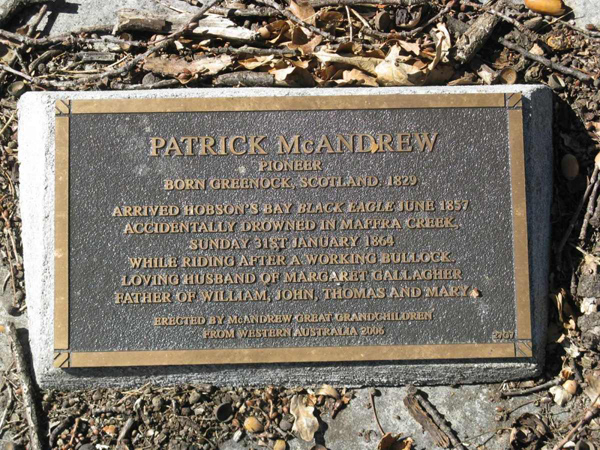 PATRICK McANDREW
PIONEER
BORN GREENOCK, SCOTLAND, 1829
ARRIVED HOBSON'S BAY BLACK EAGLE JUNE 1857
ACCIDENTALLY DROWNED IN MAFFRA CREEK,
SUNDAY 31ST JANUARY 1864
WHILE RIDING AFTER A WORKING BULLOCK.
LOVING HUSBAND OF MARGARET GALLAGHER
FATHER OF WILLIAM, JOHN, THOMAS AND MARY.
ERECTED BY McANDREW GREAT GRANDCHILDREN
FROM WESTERN AUSTRALIA 2006